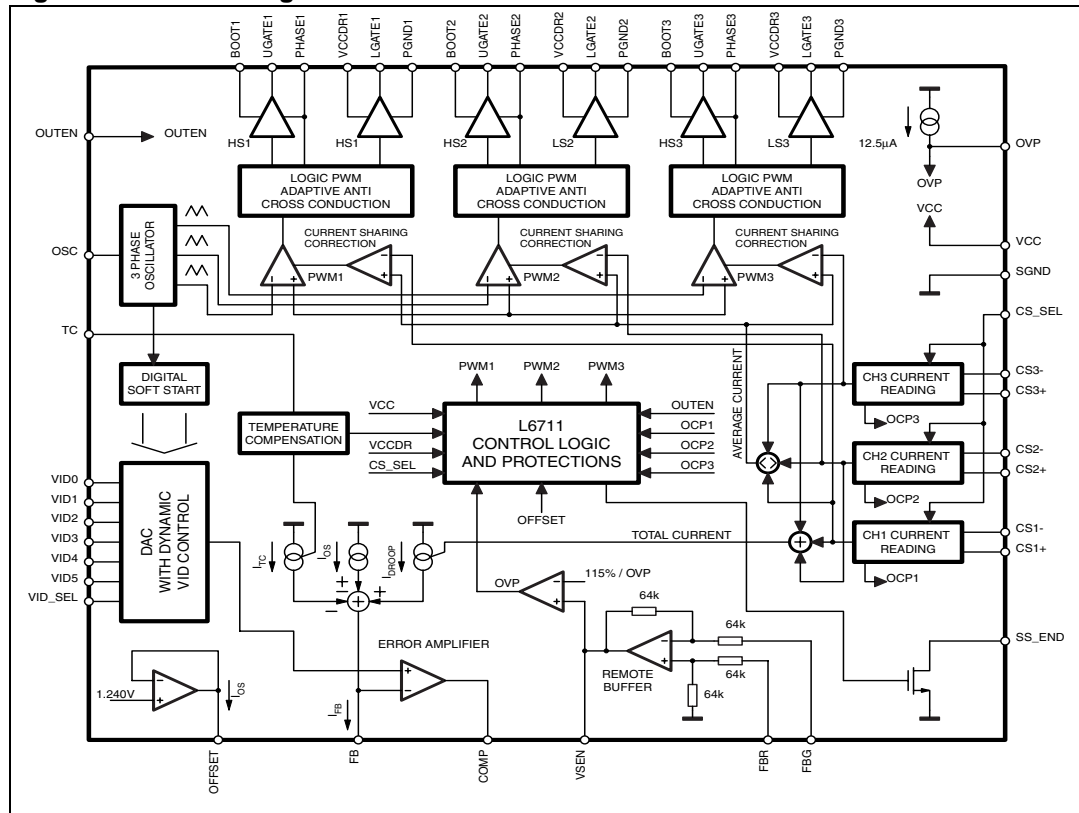 BOOT1
UGATE1
PHASE1
VCCDR1
LGATE1
PGND1
BOOT2
UGATE2
PHASE2
VCCDR2
LGATE2
PGND2
BOOT3
UGATE3
PHASE3
VCCDR3
LGATE3
PGND3
OUTEN
OUTEN
HS1
HS1
HS2
LS2
HS3
LS3
12.5µA
OVP
OVP
LOGIC PWM
ADAPTIVE ANTI
CROSS CONDUCTION
LOGIC PWM
ADAPTIVE ANTI
CROSS CONDUCTION
LOGIC PWM
ADAPTIVE ANTI
CROSS CONDUCTION
VCC
VCC
SGND
OSC
3 PHASE
OSCILLATOR
CURRENT SHARING
CORRECTION
CURRENT SHARING
CORRECTION
CURRENT SHARING
CORRECTION
PWM1
PWM2
PWM3
CS_SEL
TC
DIGITAL
SOFT START
TEMPERATURE
COMPENSATION
PWM1
PWM2
PWM3
VCC
VCCDR
CS_SEL
L6711
CONTROL LOGIC
AND PROTECTIONS
OUTEN
OCP1
OCP2
OCP3
OFFSET
AVERAGE CURRENT
CH3 CURRENT
READING
CS3-
CS3+
OCP3
CH2 CURRENT
READING
CS2-
CS2+
OCP2
CH1 CURRENT
READING
CS1-
CS1+
OCP1
TOTAL CURRENT
VID0
VID1
VID2
VID3
VID4
VID5
VID_SEL
DAC
WITH DYNAMIC
VID CONTROL
ITC
IOS
IDROOP
+
−
+
−
+
OVP
115% / OVP
64k
64k
64k
64k
REMOTE
BUFFER
SS_END
ERROR AMPLIFIER
1.240V
IOS
IFB
OFFSET
FB
COMP
VSEN
FBR
FBG